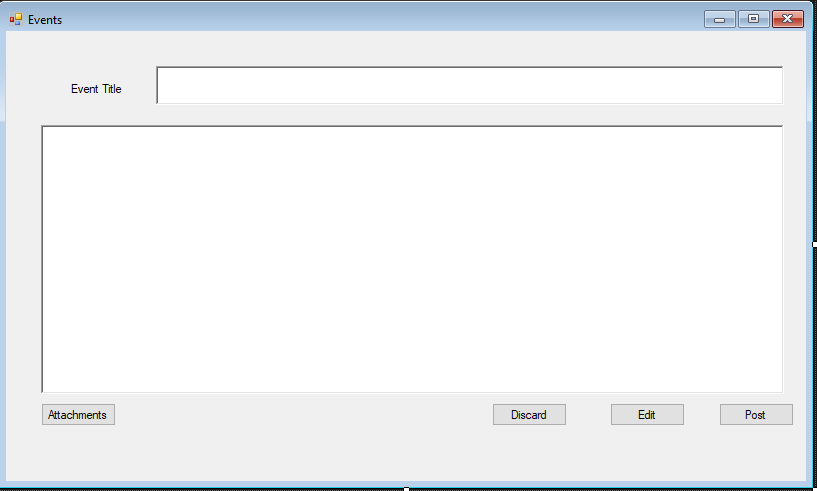 Events
Event Title
Attachments
Discard
Edit
Post